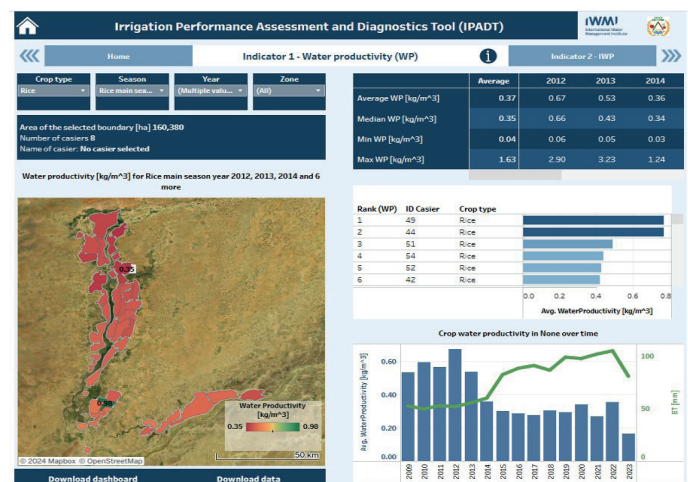 Irrigation Performance Assessment and Diagnostics Tool (IPADT)
IWMI
International Water
Management Institute
Home
Indicator 1 - Water productivity (WP)
i
Indicator 2 - IWP
Crop type
Season
Year
Zone
Rice
Rice main sea...
(Multiple valu...
(All)
Area of the selected boundary [ha] 160,380
Number of casiers 8
Name of casier: No casier selected
Average 2012 2013 2014
Average WP [kg/m^3] 0.37 0.67 0.53 0.36
Median WP [kg/m^3] 0.35 0.66 0.43 0.34
Min WP [kg/m^3] 0.04 0.06 0.05 0.03
Max WP [kg/m^3] 1.63 2.90 3.23 1.24
Water productivity [kg/m^3] for Rice main season year 2012, 2013, 2014 and 6
more
0.35
0.98
Water Productivity
[kg/m^3]
0.35 0.98
50 km
© 2024 Mapbox © OpenStreetMap
Rank (WP) ID Casier Crop type
1 49 Rice
2 44 Rice
3 51 Rice
4 54 Rice
5 52 Rice
6 42 Rice
0.0 0.2 0.4 0.6 0.8
Avg. WaterProductivity [kg/m^3]
Crop water productivity in None over time
Avg. WaterProductivity [kg/m^3]
0.60
0.40
0.20
0.00
100
50
0
ET [mm]
2009 2010 2011 2012 2013 2014 2015 2016 2017 2018 2019 2020 2021 2022 2023
Download dashboard
Download data